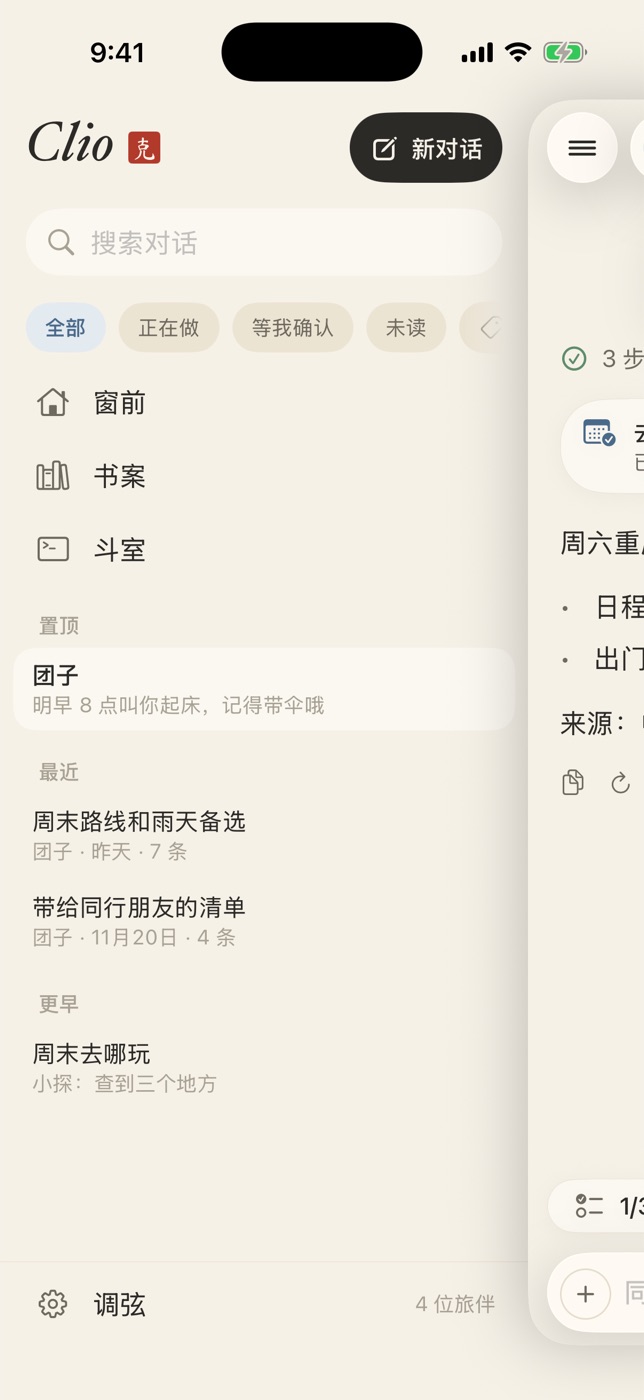 9:41
Clio 克
新对话
搜索对话
全部 正在做 等我确认 未读
窗前
书案
斗室
置顶
团子
明早 8 点叫你起床，记得带伞哦
最近
周末路线和雨天备选
团子 · 昨天 · 7 条
带给同行朋友的清单
团子 · 11月20日 · 4 条
更早
周末去哪玩
小探：查到三个地方
调弦
4 位旅伴
3 步
周六重
· 日程
· 出门
来源：
1/3